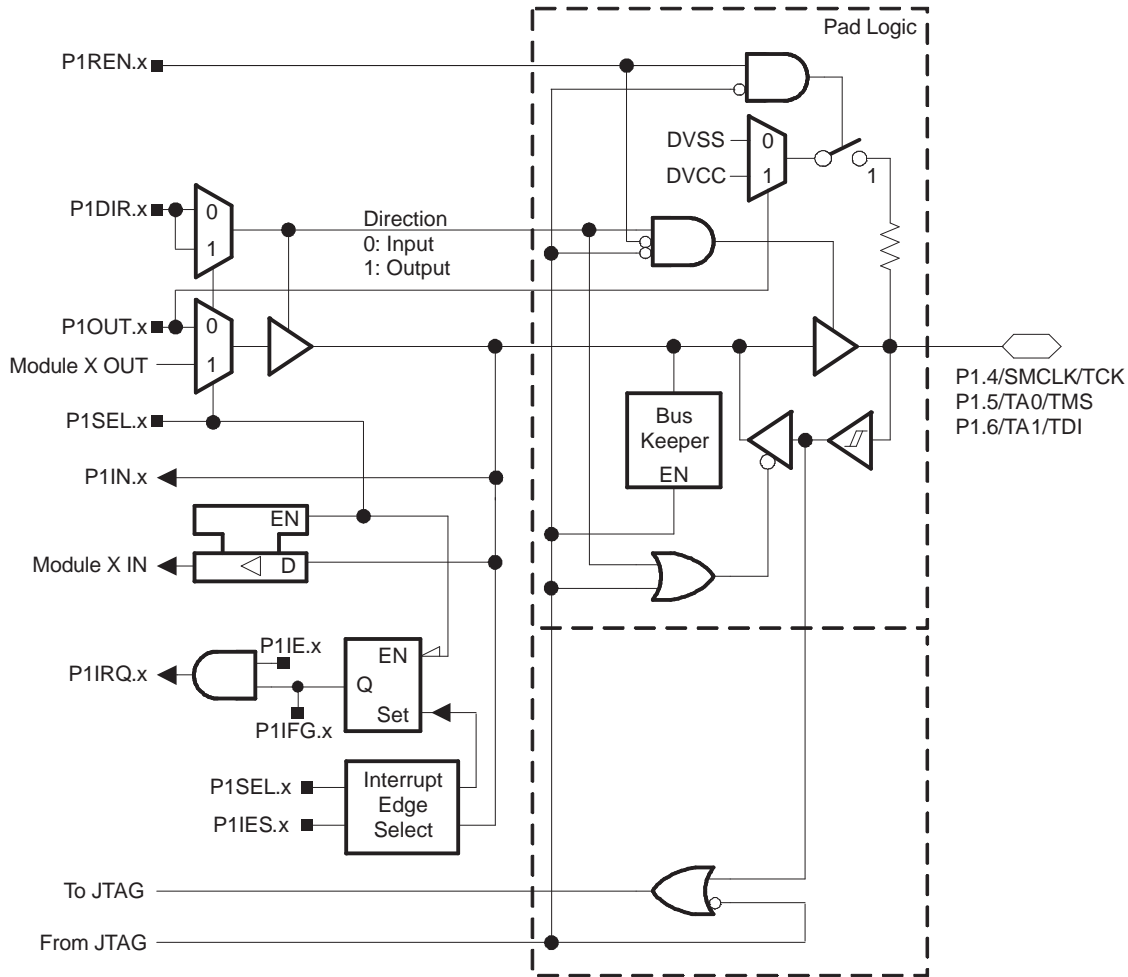 Pad Logic
P1REN.x
DVSS
0
DVCC
1
1
P1DIR.x
0
1
Direction
0: Input
1: Output
P1OUT.x
0
Module X OUT
1
P1.4/SMCLK/TCK
P1.5/TA0/TMS
P1.6/TA1/TDI
P1SEL.x
Bus
Keeper
EN
P1IN.x
EN
Module X IN
D
P1IE.x
P1IRQ.x
EN
Q
Set
P1IFG.x
P1SEL.x
P1IES.x
Interrupt
Edge
Select
To JTAG
From JTAG